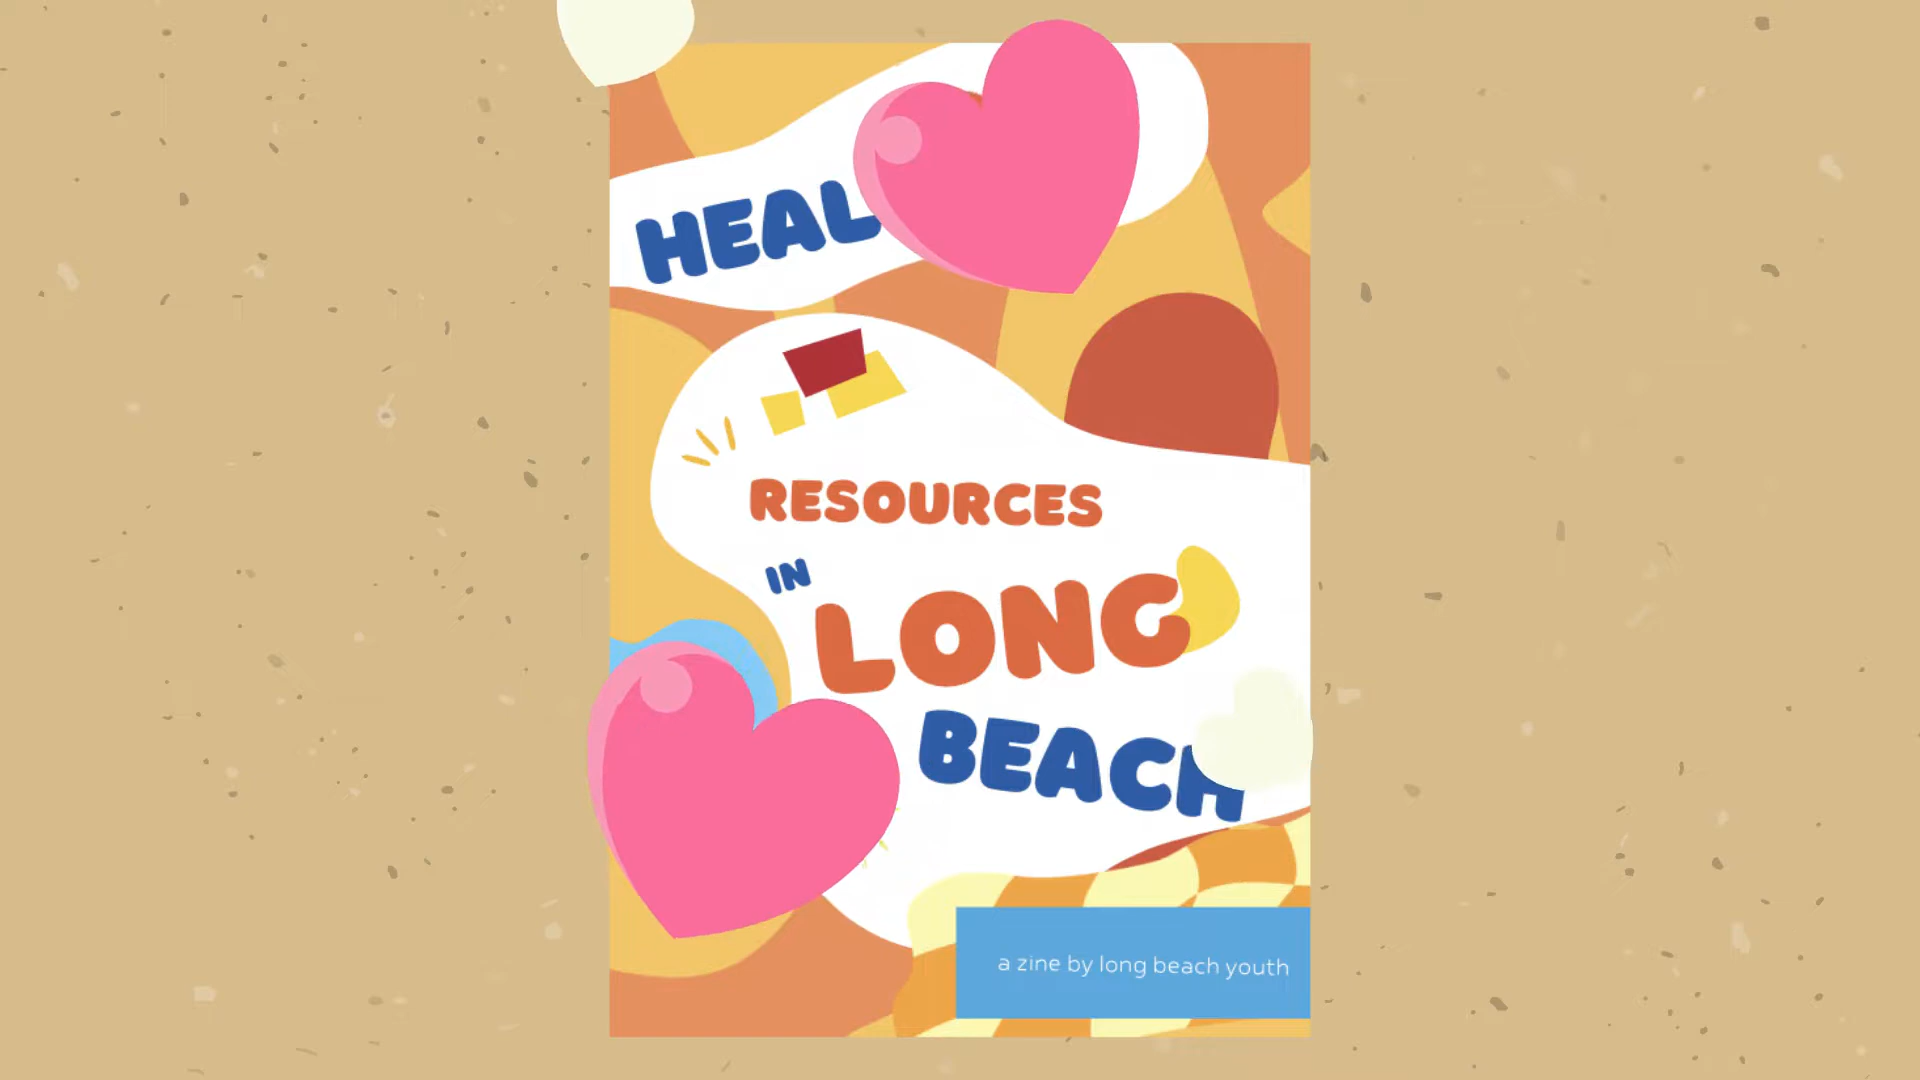 HEAL
RESOURCES
IN
LONG
BEACH
a zine by long beach youth